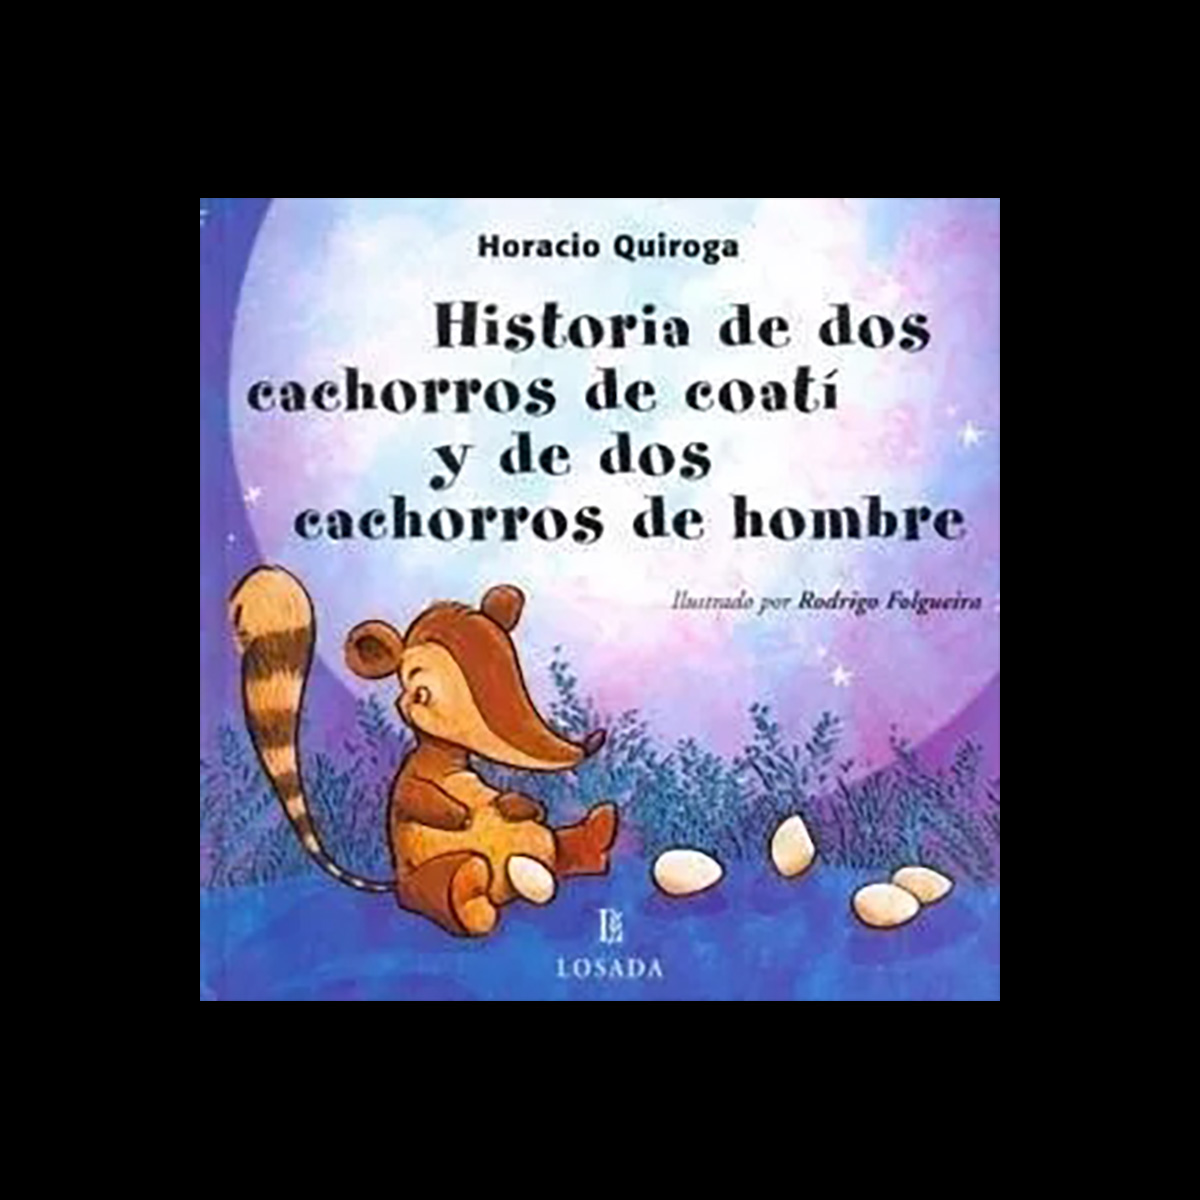 Horacio Quiroga
Historia de dos
cachorros de coatí
y de dos
cachorros de hombre
Ilustrado por Rodrigo Folgueira
LOSADA